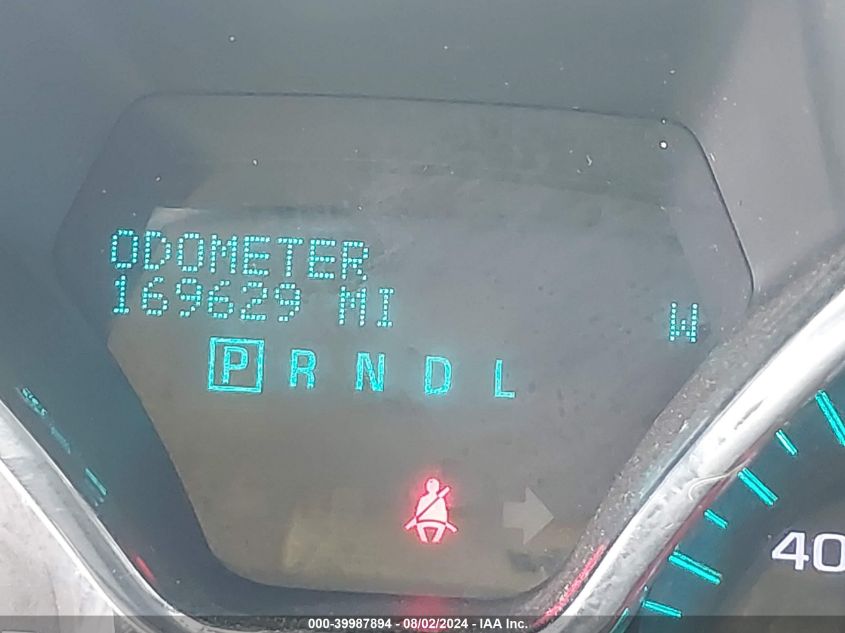 ODOMETER
169629 MI
W
P R N D L
40
000-39987894 - 08/02/2024 - IAA Inc.